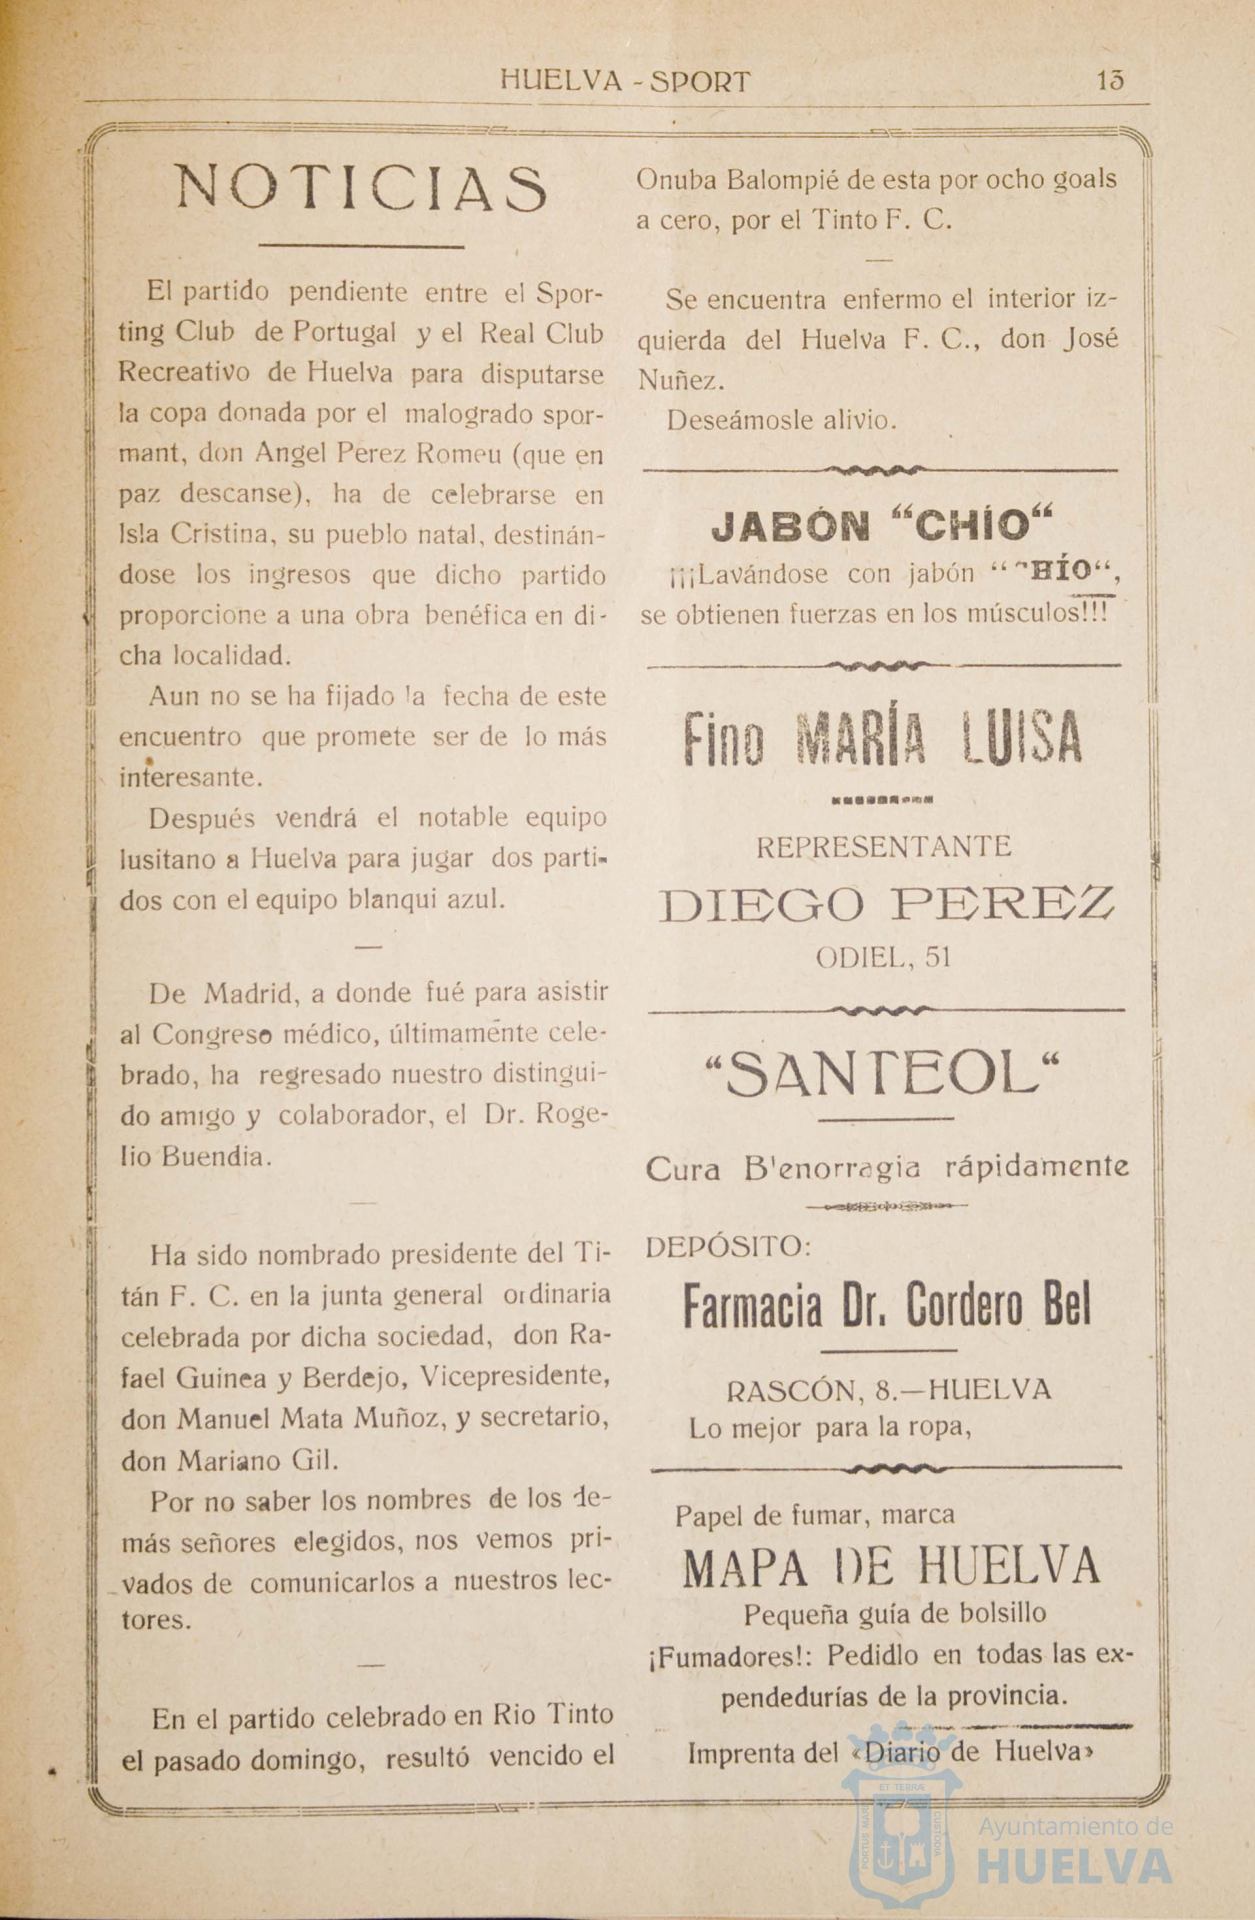 HUELVA - SPORT
13
NOTICIAS
El partido pendiente entre el Spor-
ting Club de Portugal y el Real Club
Recreativo de Huelva para disputarse
la copa donada por el malogrado spor-
mant, don Angel Perez Romeu (que en
paz descanse), ha de celebrarse en
Isla Cristina, su pueblo natal, destinán-
dose los ingresos que dicho partido
proporcione a una obra benéfica en di-
cha localidad.
Aun no se ha fijado la fecha de este
encuentro que promete ser de lo más
interesante.
Después vendrá el notable equipo
lusitano a Huelva para jugar dos parti-
dos con el equipo blanqui azul.
De Madrid, a donde fué para asistir
al Congreso médico, últimamente cele-
brado, ha regresado nuestro distingui-
do amigo y colaborador, el Dr. Roge-
lio Buendia.
Ha sido nombrado presidente del Ti-
tán F. C. en la junta general ordinaria
celebrada por dicha sociedad, don Ra-
fael Guinea y Berdejo, Vicepresidente,
don Manuel Mata Muñoz, y secretario,
don Mariano Gil.
Por no saber los nombres de los de-
más señores elegidos, nos vemos pri-
vados de comunicarlos a nuestros lec-
tores.
En el partido celebrado en Rio Tinto
el pasado domingo, resultó vencido el
Onuba Balompié de esta por ocho goals
a cero, por el Tinto F. C.
Se encuentra enfermo el interior iz-
quierda del Huelva F. C., don José
Nuñez.
Deseámosle alivio.
JABÓN “CHÍO“
¡¡¡Lavándose con jabón “CHÍO“,
se obtienen fuerzas en los músculos!!!
Fino MARÍA LUISA
REPRESENTANTE
DIEGO PEREZ
ODIEL, 51
“SANTEOL“
Cura B'enorragia rápidamente
DEPÓSITO:
Farmacia Dr. Cordero Bel
RASCÓN, 8.—HUELVA
Lo mejor para la ropa,
Papel de fumar, marca
MAPA DE HUELVA
Pequeña guía de bolsillo
¡Fumadores!: Pedidlo en todas las ex-
pendedurías de la provincia.
Imprenta del «Diario de Huelva»
ET TERRÆ
PORTUS MARIS
CUSTODIA
Ayuntamiento de
HUELVA